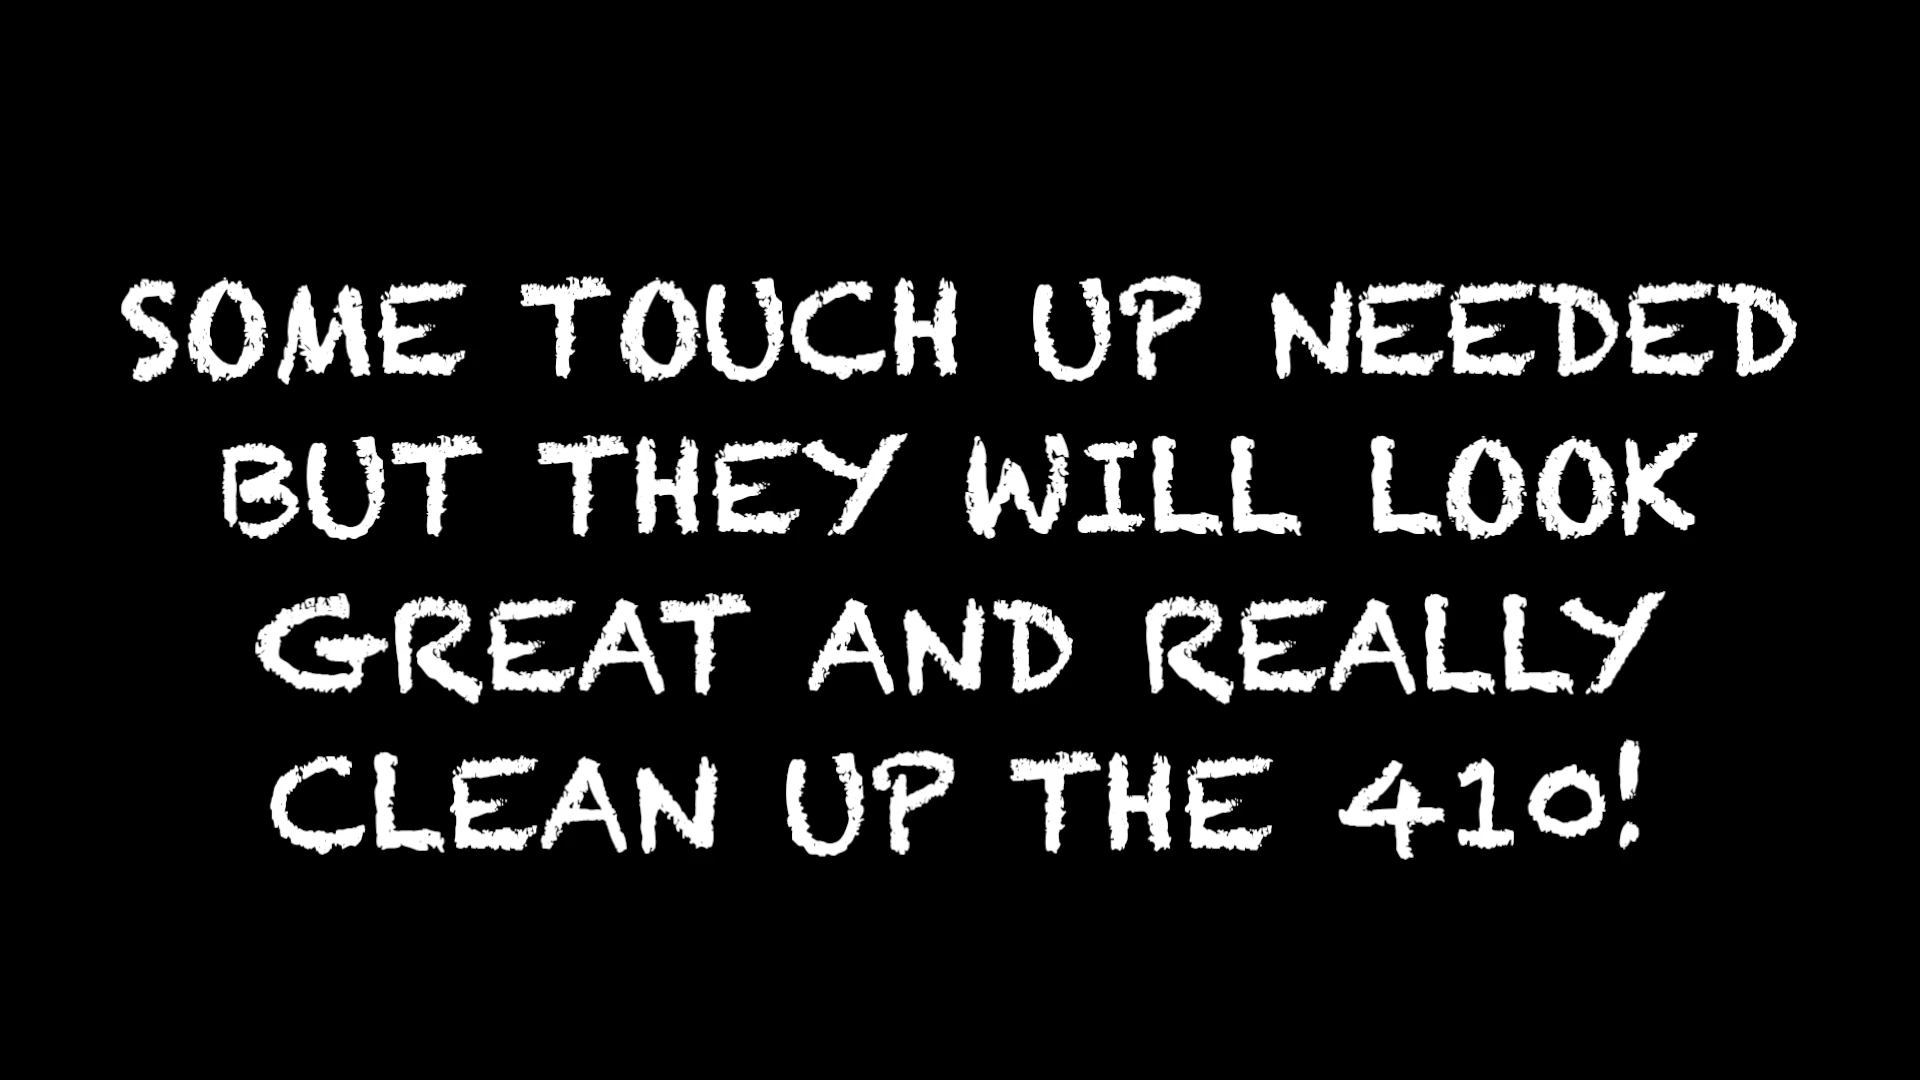 SOME TOUCH UP NEEDED
BUT THEY WILL LOOK
GREAT AND REALLY
CLEAN UP THE 410!